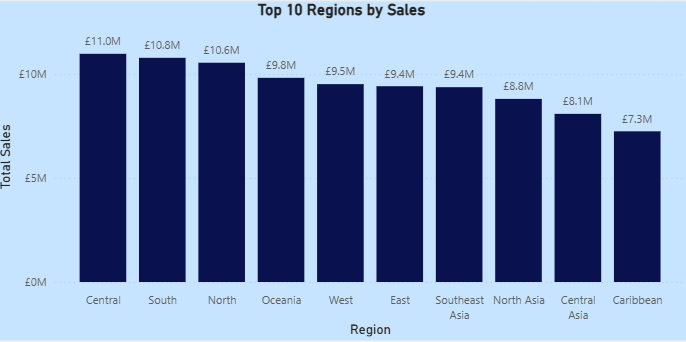 Top 10 Regions by Sales
£11.0M
£10.8M
£10.6M
£9.8M
£9.5M
£9.4M
£9.4M
£8.8M
£8.1M
£7.3M
£10M
£5M
£0M
Total Sales
Central
South
North
Oceania
West
East
Southeast
Asia
North Asia
Central
Asia
Caribbean
Region